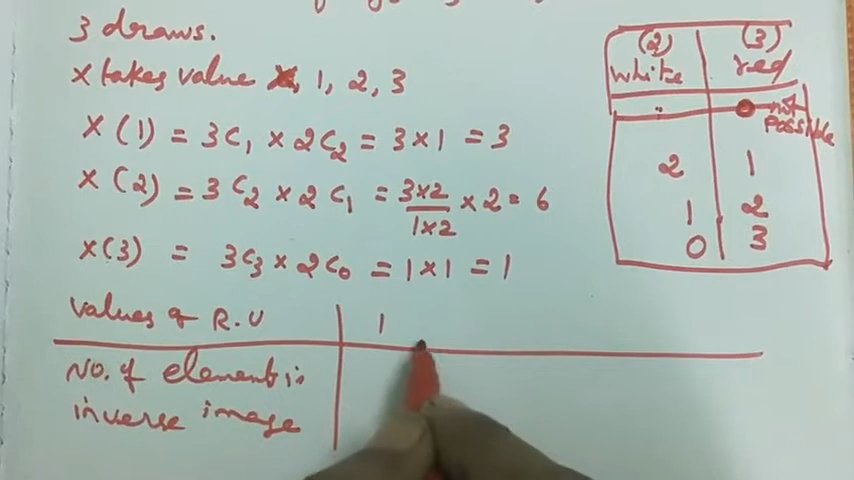 3 draws.
X takes value 1, 2, 3
X(1) = 3C₁ × 2C₂ = 3×1 = 3
X(2) = 3C₂ × 2C₁ = 3×2/1×2 × 2 = 6
X(3) = 3C₃ × 2C₀ = 1×1 = 1
values of R.V | 1
No. of element in
inverse image
(2) (3)
white red
0 not
possible
2 1
1 2
0 3